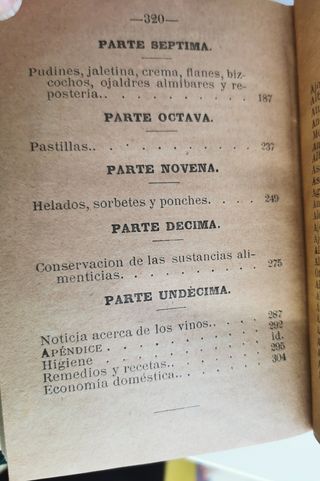 —320—
PARTE SEPTIMA.
Pudines, jaletina, crema, flanes, biz-
cochos, ojaldres almibares y re-
postería.. . . . . . . . 187
PARTE OCTAVA.
Pastillas.. . . . . . . . . 237
PARTE NOVENA.
Helados, sorbetes y ponches. . . . . 249
PARTE DECIMA.
Conservacion de las sustancias ali-
menticias. . . . . . . . . 275
PARTE UNDÈCIMA.
Noticia acerca de los vinos.. . . . . 287
APÉNDICE . . . . . . . . 292
Higiene . . . . . . . . . id.
Remedios y recetas.. . . . . . 295
Economía doméstica.. . . . . . 304